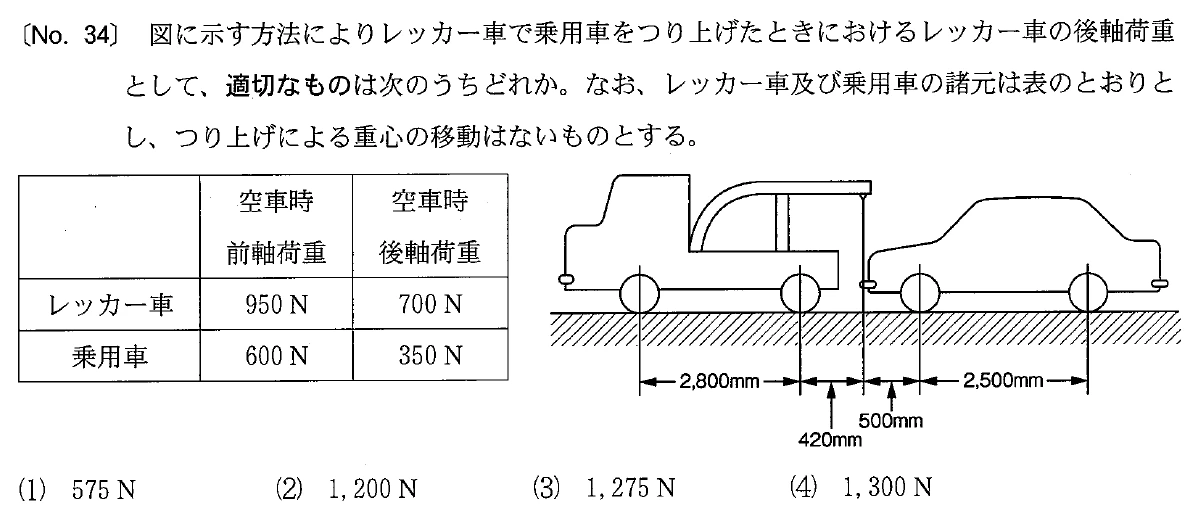 〔No. 34〕 図に示す方法によりレッカー車で乗用車をつり上げたときにおけるレッカー車の後軸荷重
として、適切なものは次のうちどれか。なお、レッカー車及び乗用車の諸元は表のとおりと
し、つり上げによる重心の移動はないものとする。
空車時 空車時
前軸荷重 後軸荷重
レッカー車 950 N 700 N
乗用車 600 N 350 N
2,800mm 2,500mm
500mm
420mm
(1) 575 N (2) 1,200 N (3) 1,275 N (4) 1,300 N